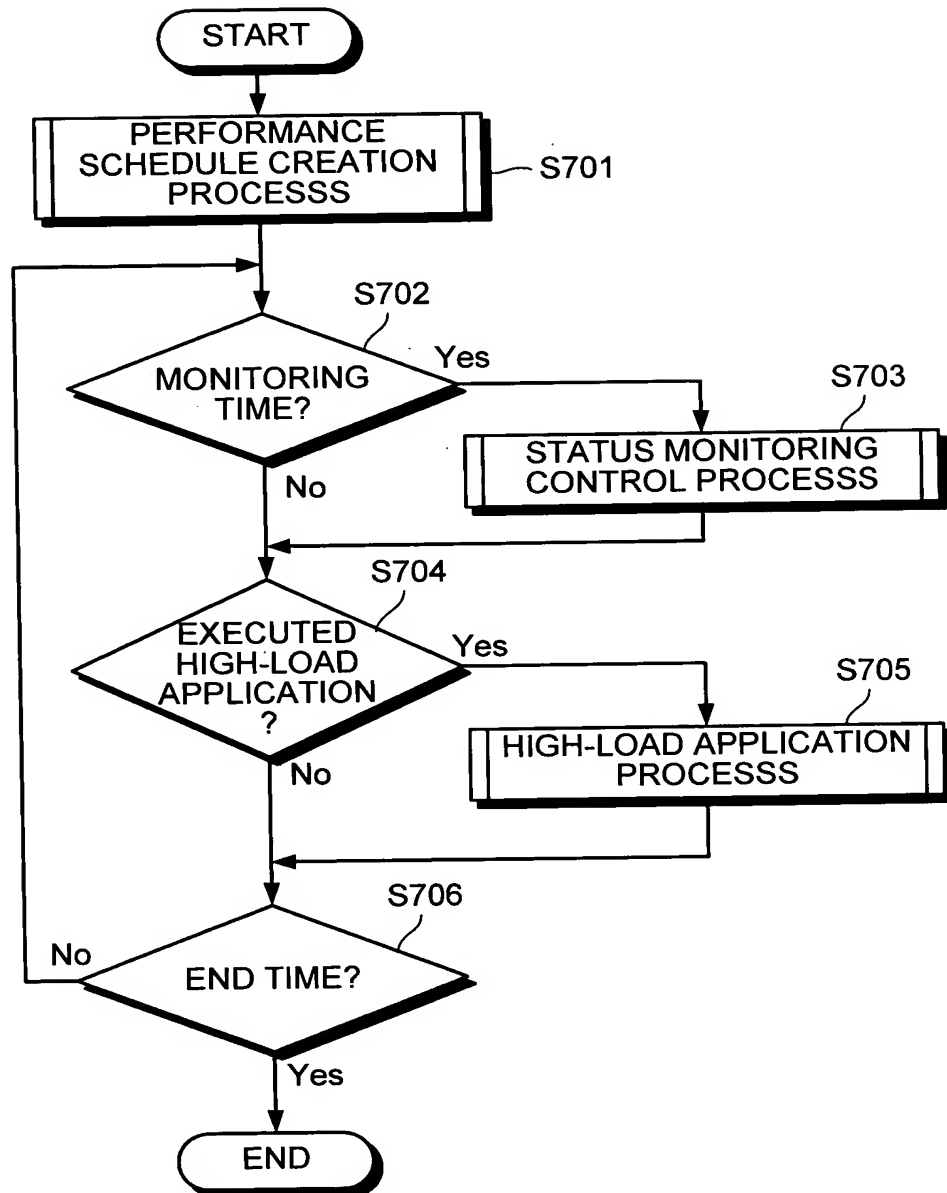 START
PERFORMANCE
SCHEDULE CREATION
PROCESSS
S701
S702
MONITORING
TIME?
Yes
No
S703
STATUS MONITORING
CONTROL PROCESSS
S704
EXECUTED
HIGH-LOAD
APPLICATION
?
Yes
No
S705
HIGH-LOAD APPLICATION
PROCESSS
S706
END TIME?
No
Yes
END